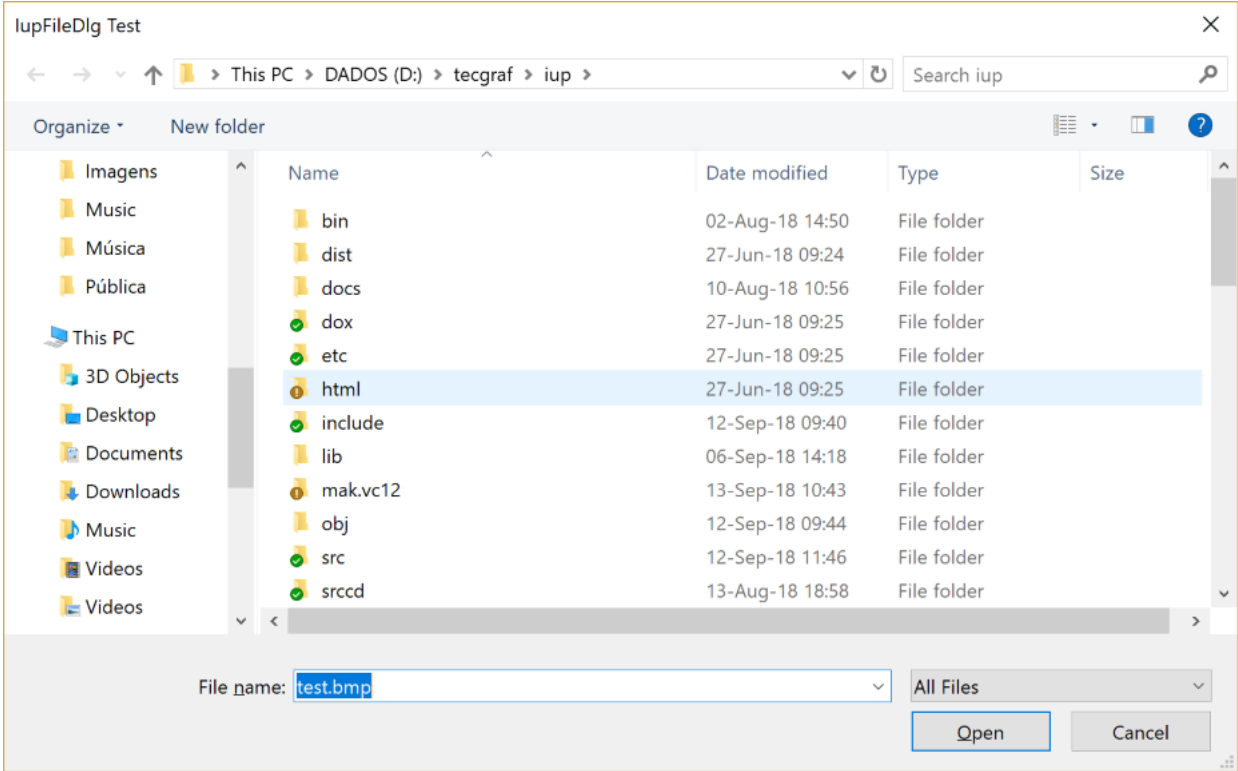 IupFileDlg Test
This PC > DADOS (D:) > tecgraf > iup >
Search iup
Organize
New folder
?
Imagens
Music
Música
Pública
This PC
3D Objects
Desktop
Documents
Downloads
Music
Videos
Videos
Name Date modified Type Size
bin 02-Aug-18 14:50 File folder
dist 27-Jun-18 09:24 File folder
docs 10-Aug-18 10:56 File folder
dox 27-Jun-18 09:25 File folder
etc 27-Jun-18 09:25 File folder
html 27-Jun-18 09:25 File folder
include 12-Sep-18 09:40 File folder
lib 06-Sep-18 14:18 File folder
mak.vc12 13-Sep-18 10:43 File folder
obj 12-Sep-18 09:44 File folder
src 12-Sep-18 11:46 File folder
srccd 13-Aug-18 18:58 File folder
File name: test.bmp
All Files
Open
Cancel